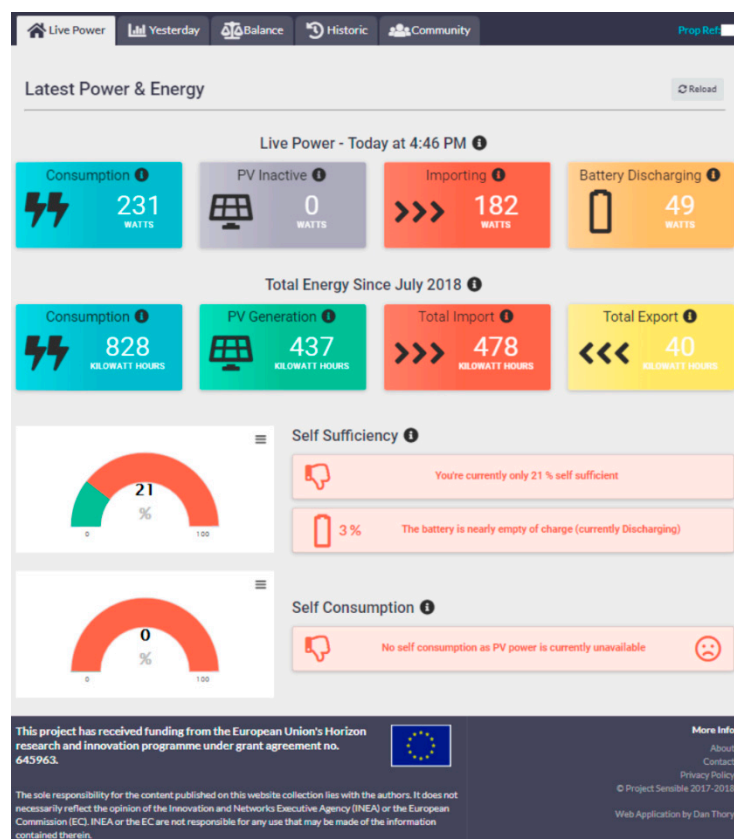 Live Power Yesterday Balance Historic Community Prop Ref:
Latest Power & Energy
Reload
Live Power - Today at 4:46 PM
Consumption
231
WATTS
PV Inactive
0
WATTS
Importing
182
WATTS
Battery Discharging
49
WATTS
Total Energy Since July 2018
Consumption
828
KILOWATT HOURS
PV Generation
437
KILOWATT HOURS
Total Import
478
KILOWATT HOURS
Total Export
40
KILOWATT HOURS
21
%
0
100
Self Sufficiency
You're currently only 21 % self sufficient
3 %
The battery is nearly empty of charge (currently Discharging)
0
%
0
100
Self Consumption
No self consumption as PV power is currently unavailable
This project has received funding from the European Union's Horizon
research and innovation programme under grant agreement no.
645963.
The sole responsibility for the content published on this website
collection lies with the authors. It does not
necessarily reflect the opinion of the Innovation and Networks Executive Agency (INEA) or the European
Commission (EC). INEA or the EC are not responsible for any use that may be made of the information
contained therein.
More Info
About
Contact
Privacy Policy
© Project Sensible 2017-2018
Web Application by Dan Thory